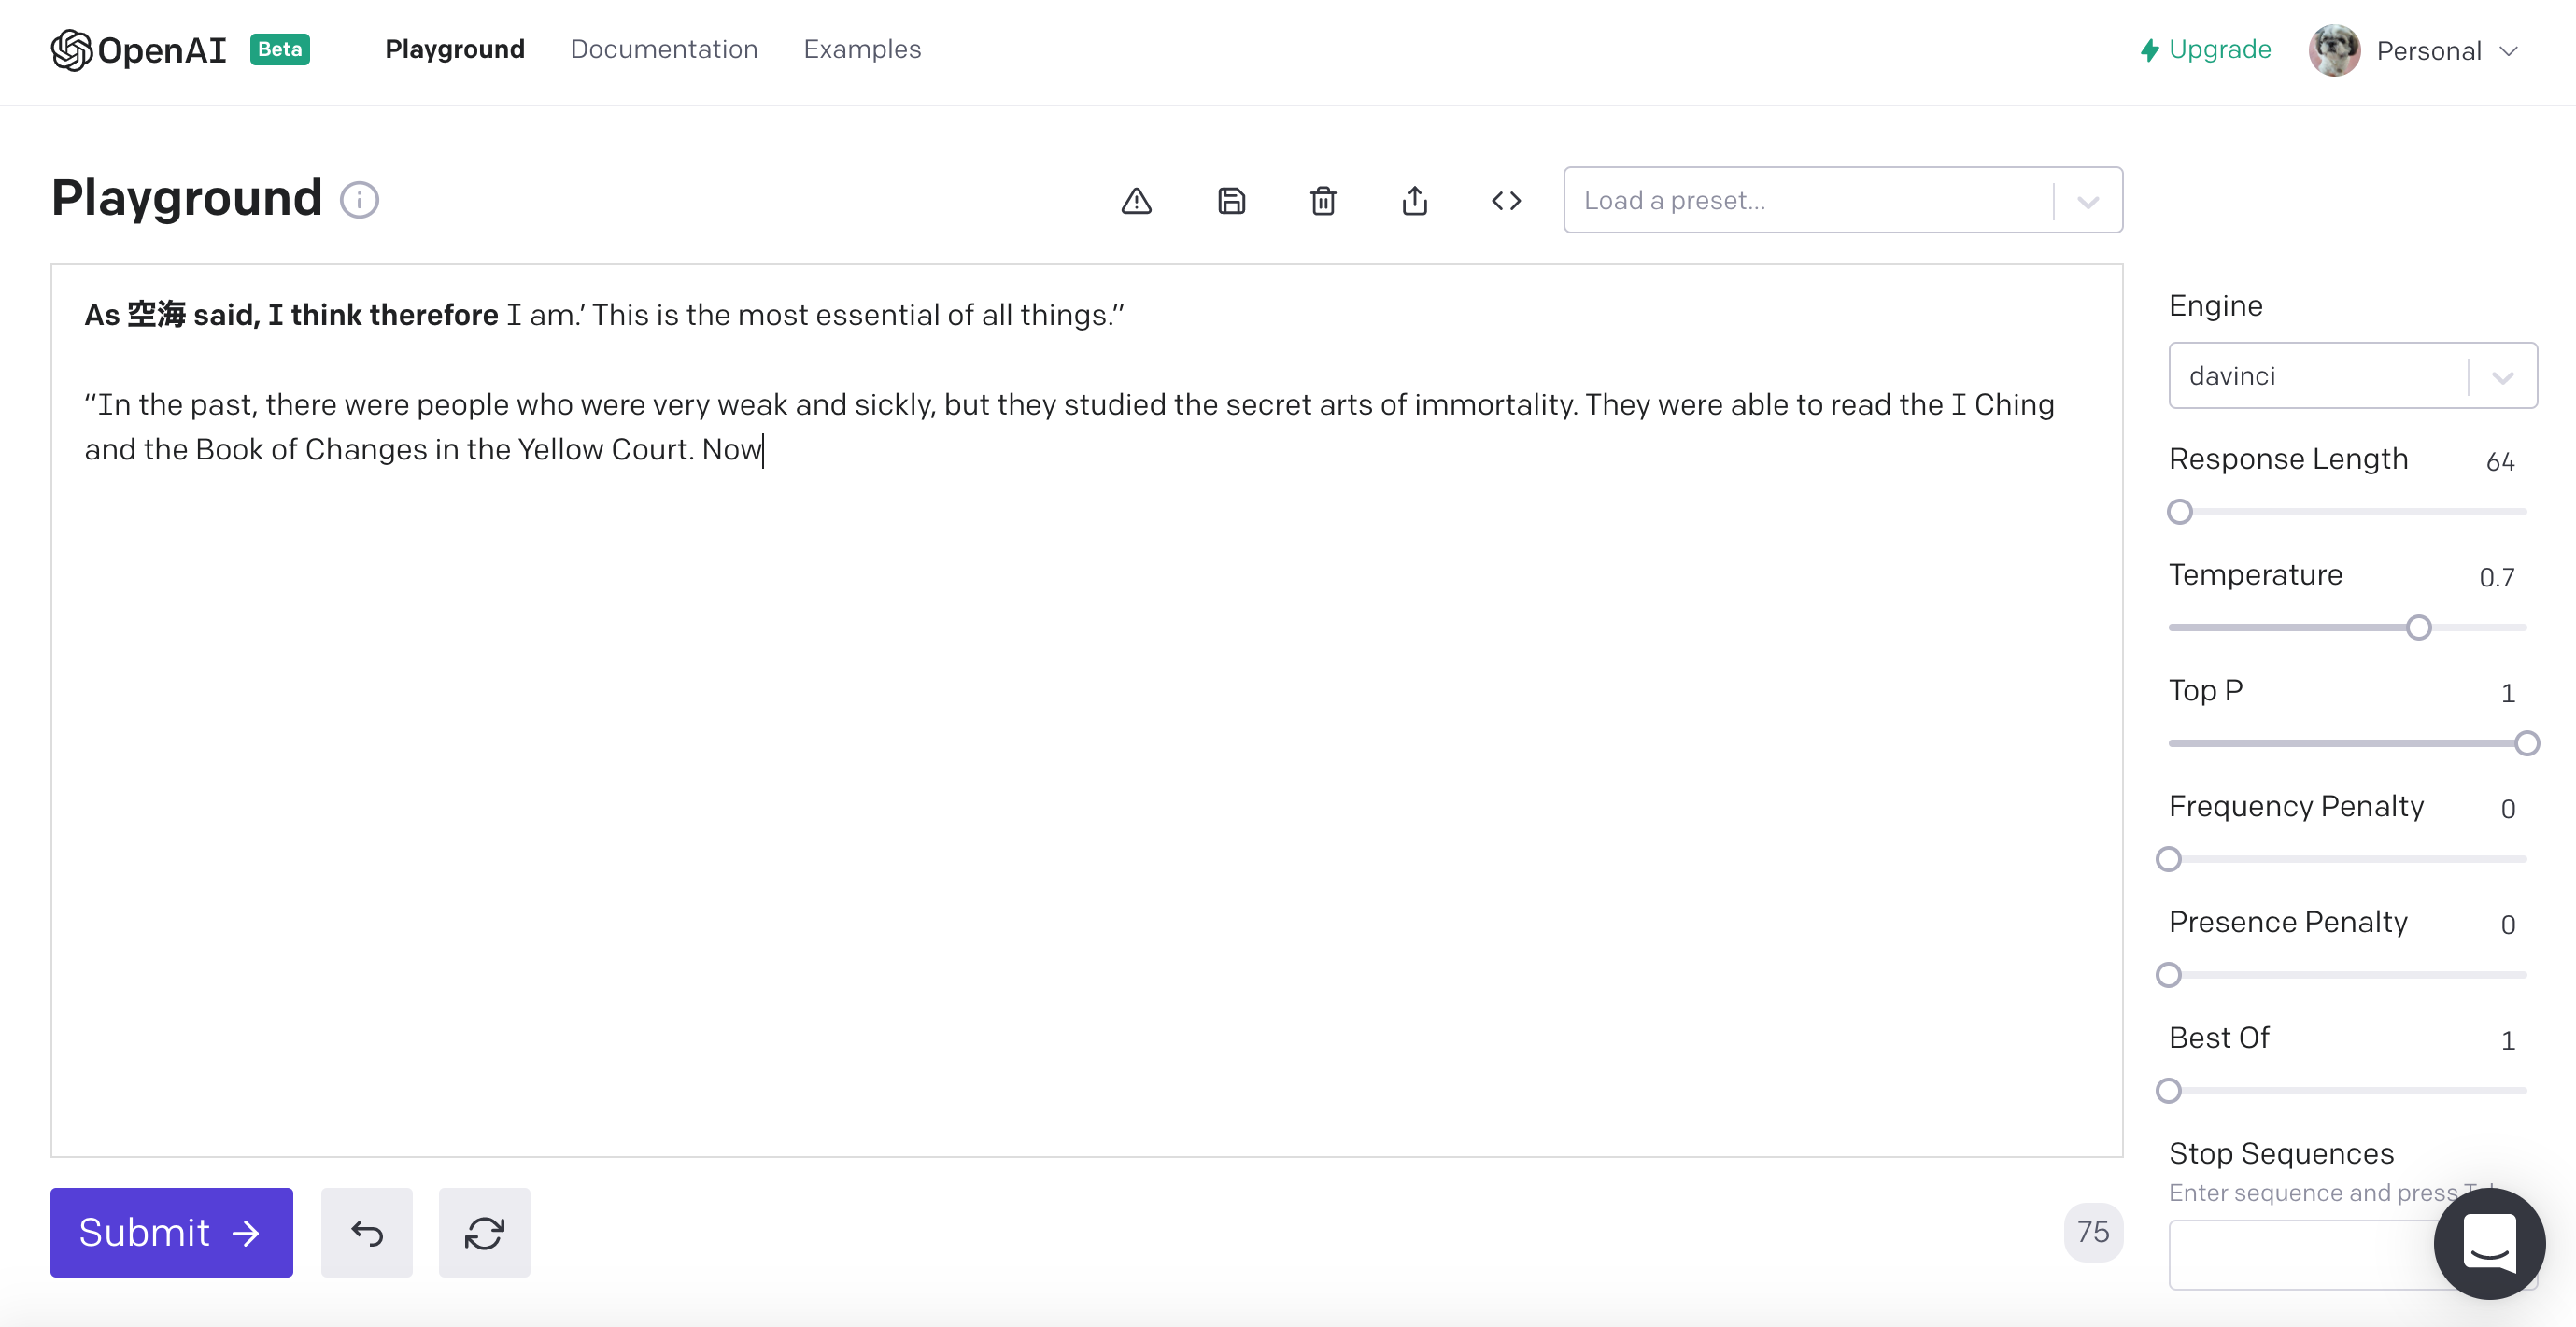 OpenAI Beta Playground Documentation Examples Upgrade Personal
Playground
Load a preset...
As 空海 said, I think therefore I am.’ This is the most essential of all things.”
“In the past, there were people who were very weak and sickly, but they studied the secret arts of immortality. They were able to read the I Ching
and the Book of Changes in the Yellow Court. Now
Engine
davinci
Response Length 64
Temperature 0.7
Top P 1
Frequency Penalty 0
Presence Penalty 0
Best Of 1
Stop Sequences
Enter sequence and press
Submit
75